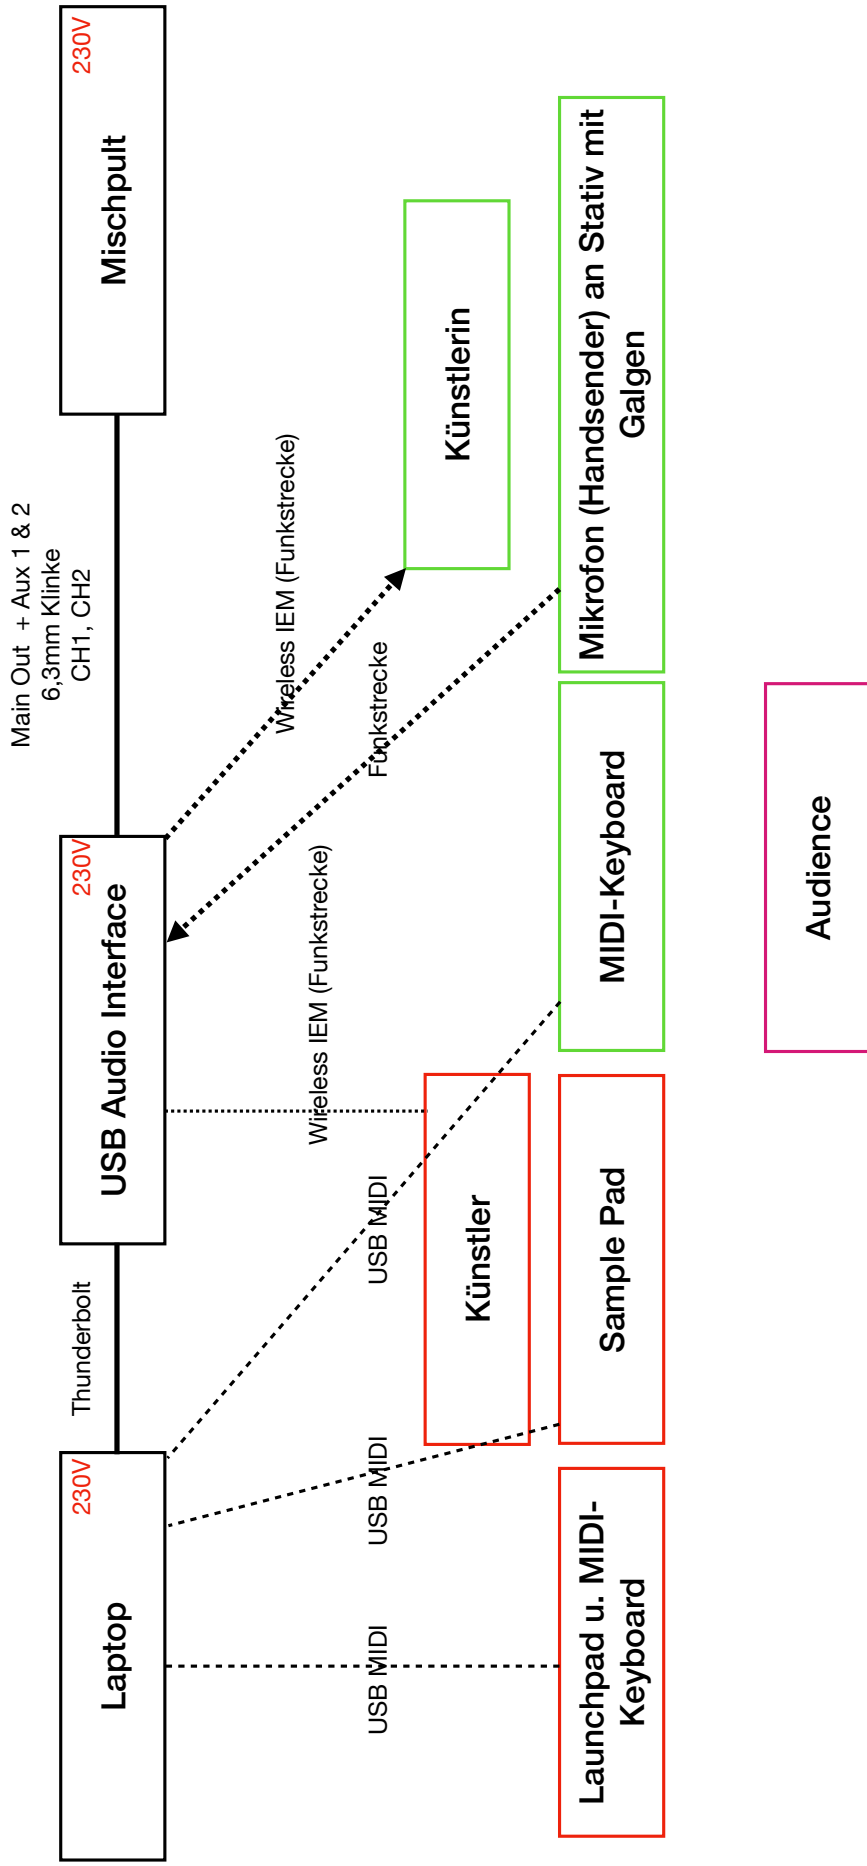 Main Out + Aux 1 & 2
6,3mm Klinke
CH1, CH2
Thunderbolt
230V
Laptop
230V
USB Audio Interface
230V
Mischpult
Wireless IEM (Funkstrecke)
Wireless IEM (Funkstrecke)
Funkstrecke
USB MIDI
USB MIDI
USB MIDI
Künstler
Künstlerin
Launchpad u. MIDI-
Keyboard
Sample Pad
MIDI-Keyboard
Mikrofon (Handsender) an Stativ mit
Galgen
Audience